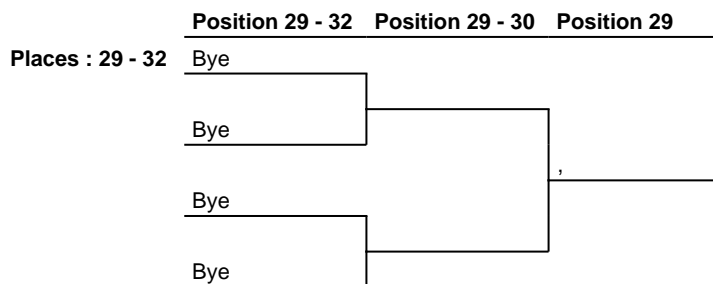 Position 29 - 32 Position 29 - 30 Position 29
Places : 29 - 32 Bye
Bye
,
Bye
Bye